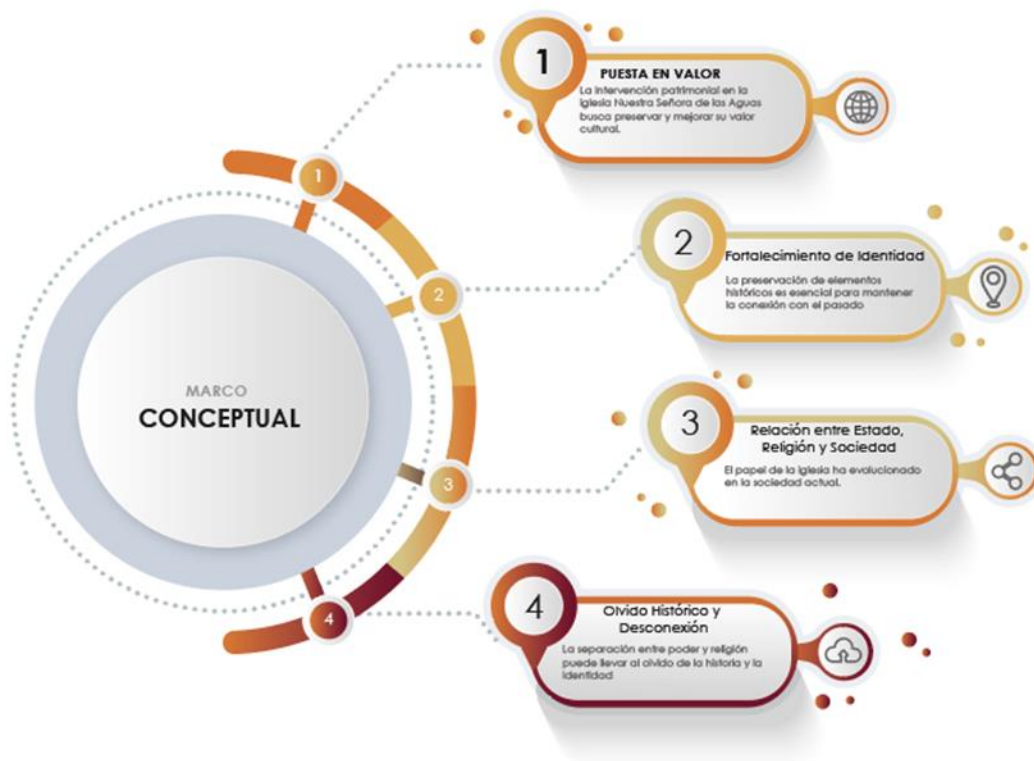 1
PUESTA EN VALOR
La intervención patrimonial en la
Iglesia Nuestra Señora de las Aguas
busca preservar y mejorar su valor
cultural.
1
2
Fortalecimiento de Identidad
La preservación de elementos
históricos es esencial para mantener
la conexión con el pasado
2
MARCO
CONCEPTUAL
3
Relación entre Estado,
Religión y Sociedad
El papel de la iglesia ha evolucionado
en la sociedad actual.
3
4
Olvido Histórico y
Desconexión
La separación entre poder y religión
puede llevar al olvido de la historia y la
identidad
4